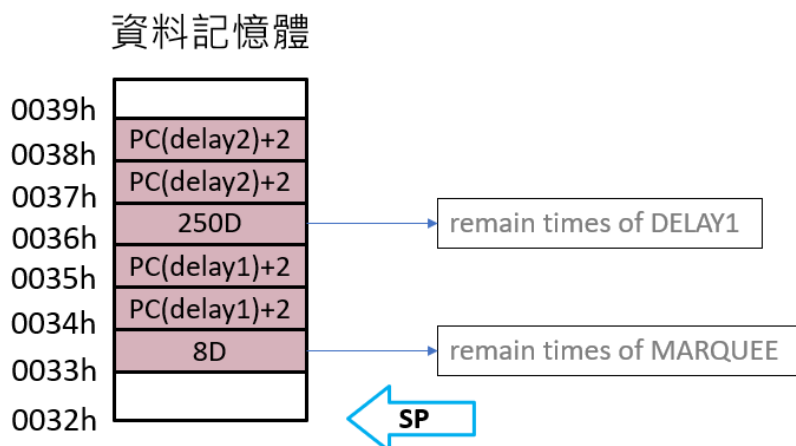 資料記憶體
0039h
PC(delay2)+2
0038h
PC(delay2)+2
0037h
250D
remain times of DELAY1
0036h
PC(delay1)+2
0035h
PC(delay1)+2
0034h
8D
remain times of MARQUEE
0033h
0032h
SP